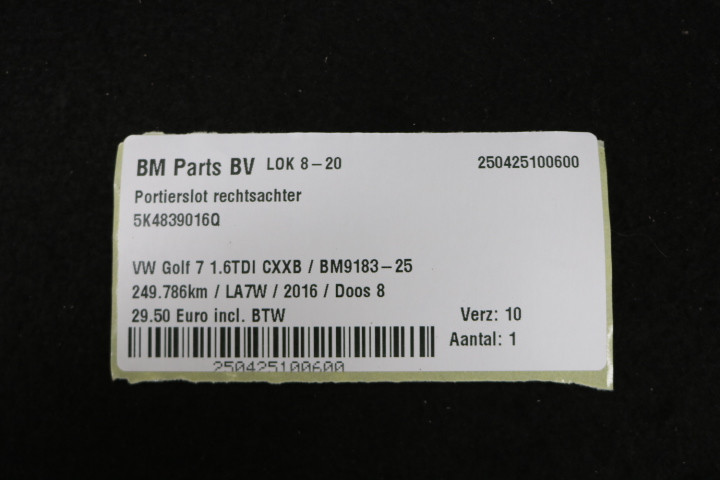 BM Parts BV LOK 8-20 250425100600
Portierslot rechtsachter
5K4839016Q
VW Golf 7 1.6TDI CXXB / BM9183-25
249.786km / LA7W / 2016 / Doos 8
29.50 Euro incl. BTW Verz: 10
Aantal: 1
250425100600